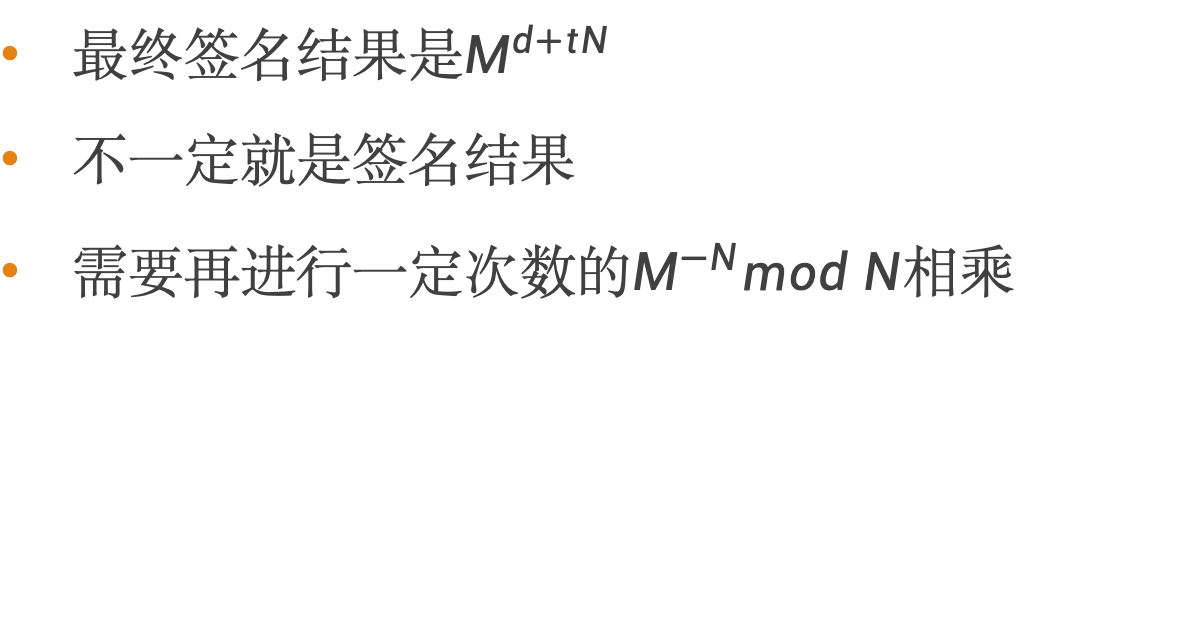 • 最终签名结果是M^{d+tN}
• 不一定就是签名结果
• 需要再进行一定次数的M^{-N} mod N相乘